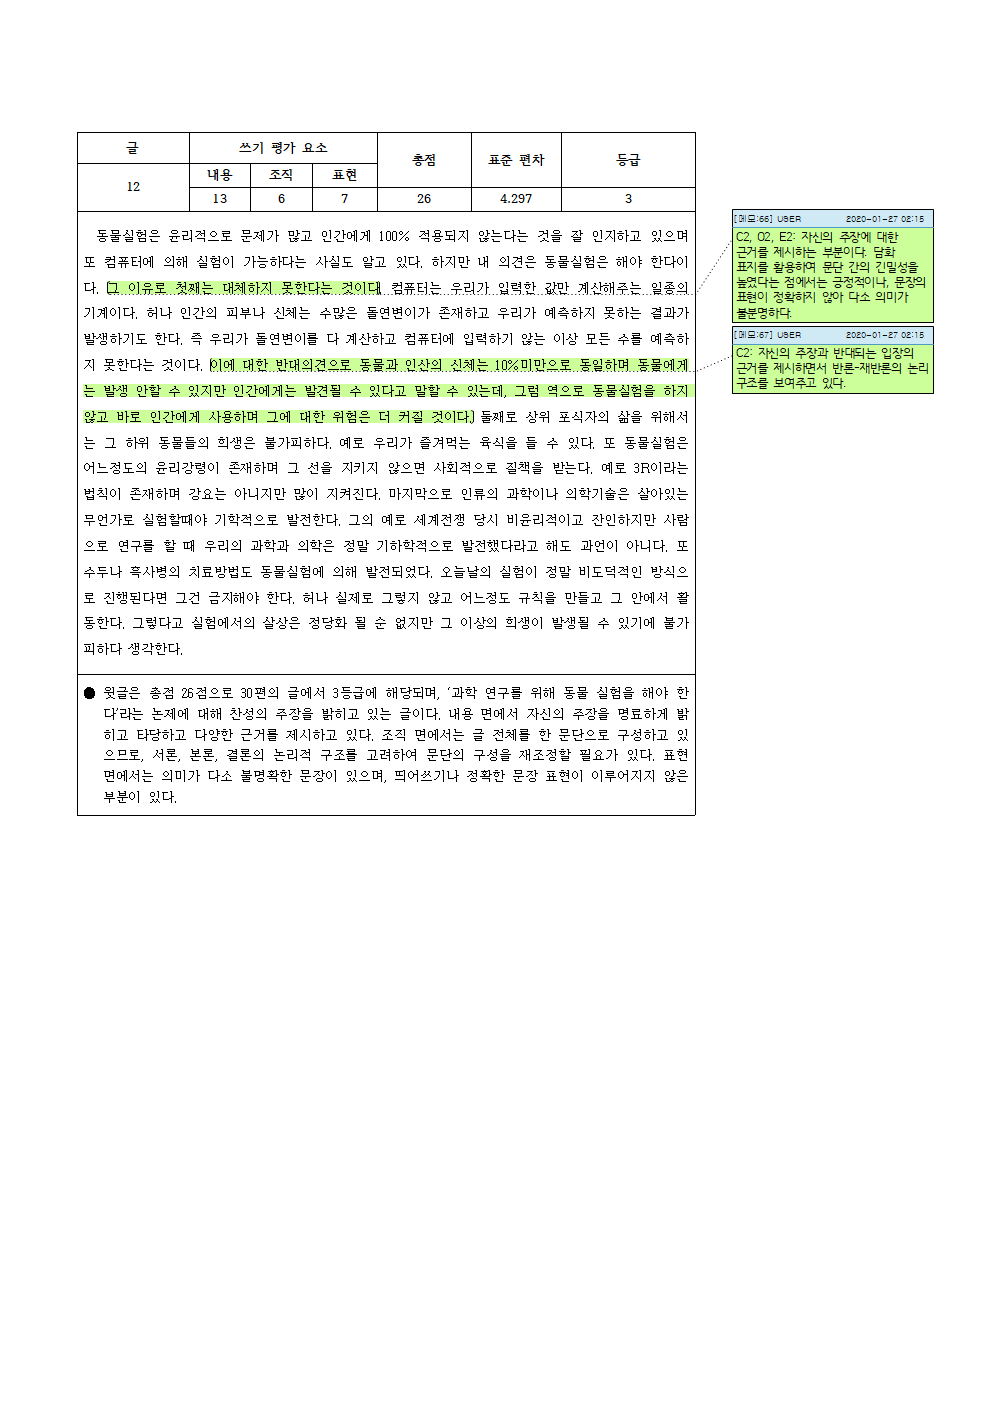 글 쓰기 평가 요소 총점 표준 편차 등급
내용 조직 표현
12 13 6 7 26 4.297 3
동물실험은 윤리적으로 문제가 많고 인간에게 100% 적용되지 않는다는 것을 잘 인지하고 있으며
또 컴퓨터에 의해 실험이 가능하다는 사실도 알고 있다. 하지만 내 의견은 동물실험은 해야 한다이
다. 그 이유로 첫째는 대체하지 못한다는 것이다. 컴퓨터는 우리가 입력한 값만 계산해주는 일종의
기계이다. 허나 인간의 피부나 신체는 수많은 돌연변이가 존재하고 우리가 예측하지 못하는 결과가
발생하기도 한다. 즉 우리가 돌연변이를 다 계산하고 컴퓨터에 입력하기 않는 이상 모든 수를 예측하
지 못한다는 것이다. 이에 대한 반대의견으로 동물과 인산의 신체는 10%미만으로 동일하며 동물에게
는 발생 안할 수 있지만 인간에게는 발견될 수 있다고 말할 수 있는데, 그럼 역으로 동물실험을 하지
않고 바로 인간에게 사용하며 그에 대한 위험은 더 커질 것이다. 둘째로 상위 포식자의 삶을 위해서
는 그 하위 동물들의 희생은 불가피하다. 예로 우리가 즐겨먹는 육식을 들 수 있다. 또 동물실험은
어느정도의 윤리강령이 존재하며 그 선을 지키지 않으면 사회적으로 질책을 받는다. 예로 3R이라는
법칙이 존재하며 강요는 아니지만 많이 지켜진다. 마지막으로 인류의 과학이나 의학기술은 살아있는
무언가로 실험할때야 기학적으로 발전한다. 그의 예로 세계전쟁 당시 비윤리적이고 잔인하지만 사람
으로 연구를 할 때 우리의 과학과 의학은 정말 기하학적으로 발전했다라고 해도 과언이 아니다. 또
수두나 흑사병의 치료방법도 동물실험에 의해 발전되었다. 오늘날의 실험이 정말 비도덕적인 방식으
로 진행된다면 그건 금지해야 한다. 허나 실제로 그렇지 않고 어느정도 규칙을 만들고 그 안에서 활
동한다. 그렇다고 실험에서의 살상은 정당화 될 순 없지만 그 이상의 희생이 발생될 수 있기에 불가
피하다 생각한다.
● 윗글은 총점 26점으로 30편의 글에서 3등급에 해당되며, ‘과학 연구를 위해 동물 실험을 해야 한
다’라는 논제에 대해 찬성의 주장을 밝히고 있는 글이다. 내용 면에서 자신의 주장을 명료하게 밝
히고 타당하고 다양한 근거를 제시하고 있다. 조직 면에서는 글 전체를 한 문단으로 구성하고 있
으므로, 서론, 본론, 결론의 논리적 구조를 고려하여 문단의 구성을 재조정할 필요가 있다. 표현
면에서는 의미가 다소 불명확한 문장이 있으며, 띄어쓰기나 정확한 문장 표현이 이루어지지 않은
부분이 있다.
[메모:66] USER 2020-01-27 02:15
C2, O2, E2: 자신의 주장에 대한
근거를 제시하는 부분이다. 담화
표지를 활용하여 문단 간의 긴밀성을
높였다는 점에서는 긍정적이나, 문장의
표현이 정확하지 않아 다소 의미가
불분명하다.
[메모:67] USER 2020-01-27 02:15
C2: 자신의 주장과 반대되는 입장의
근거를 제시하면서 반론-재반론의 논리
구조를 보여주고 있다.